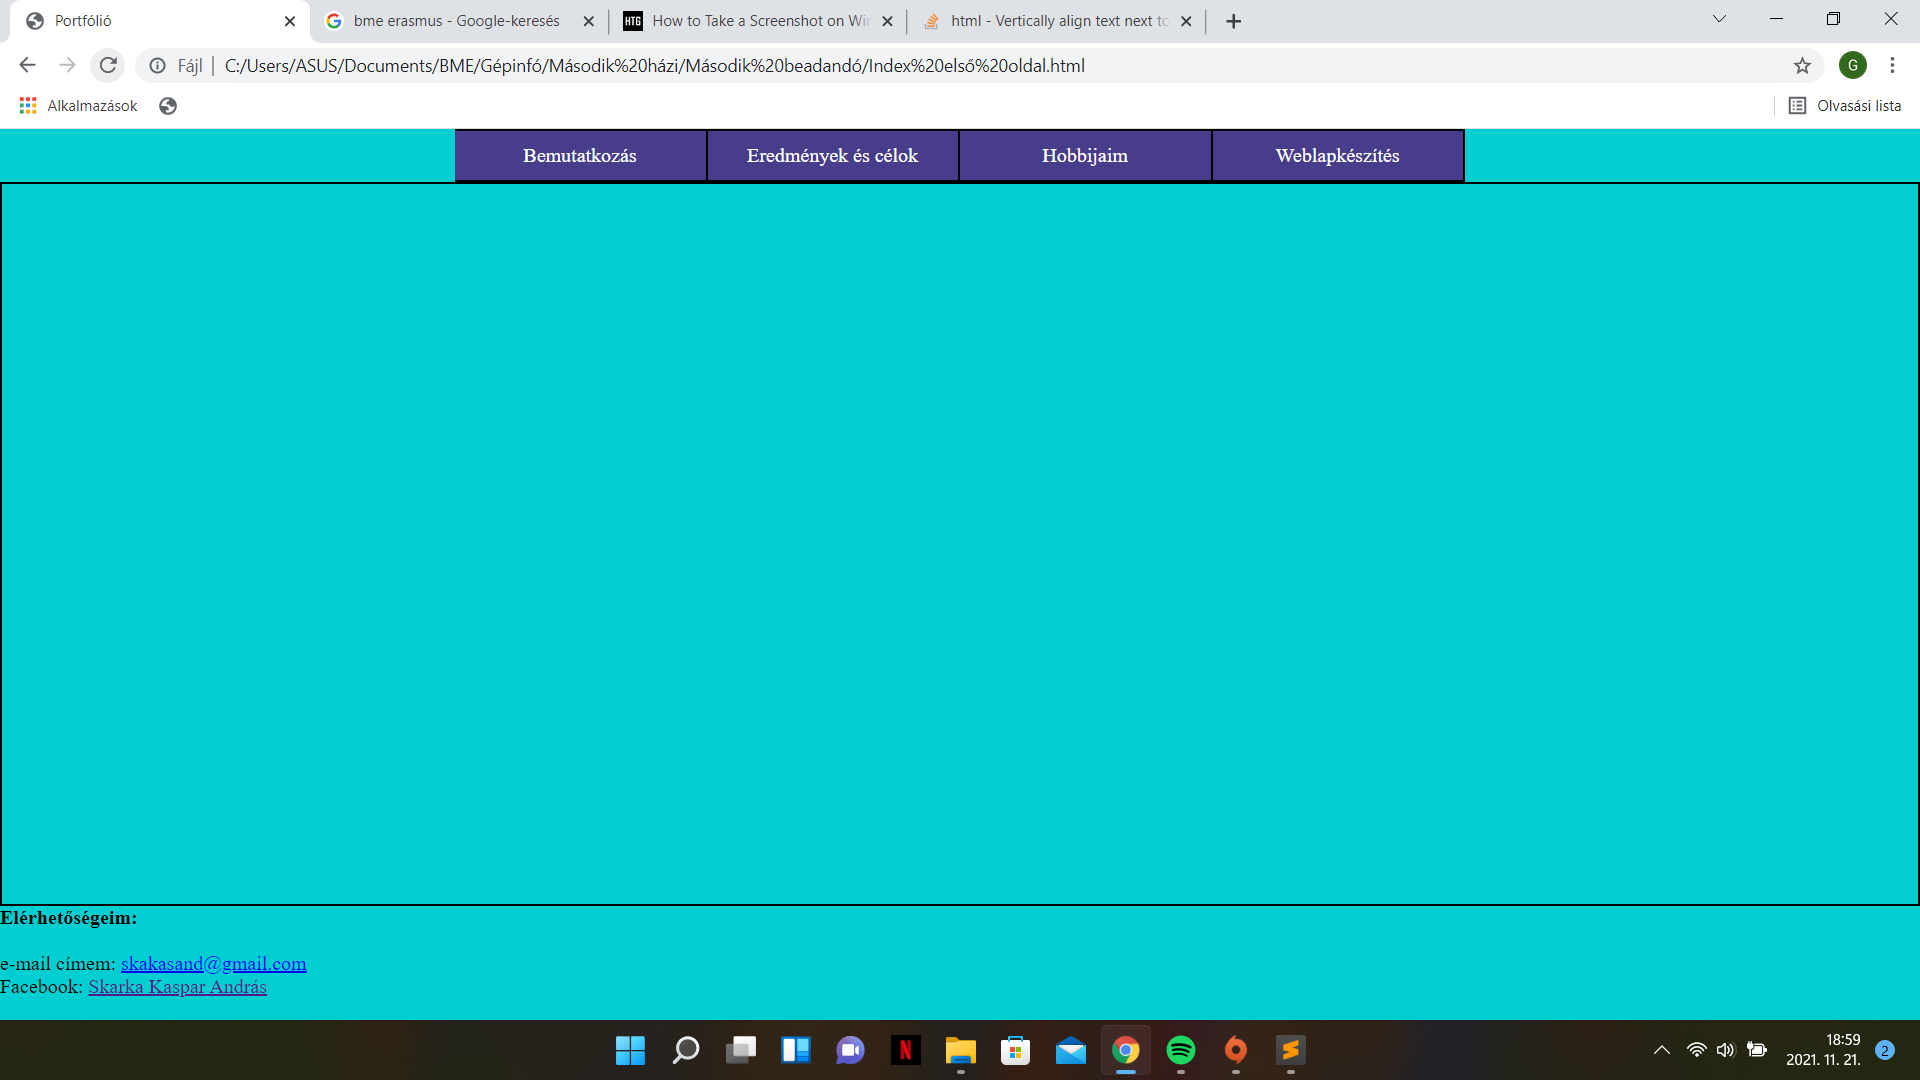 Portfólió
bme erasmus - Google-keresés
HTG How to Take a Screenshot on Win
html - Vertically align text next to
Fájl | C:/Users/ASUS/Documents/BME/Gépinfó/Második%20házi/Második%20beadandó/Index%20első%20oldal.html
G
Alkalmazások
Olvasási lista
Bemutatkozás
Eredmények és célok
Hobbijaim
Weblapkészítés
Elérhetőségeim:
e-mail címem: skakasand@gmail.com
Facebook: Skarka Kaspar András
N
18:59
2021. 11. 21.
2